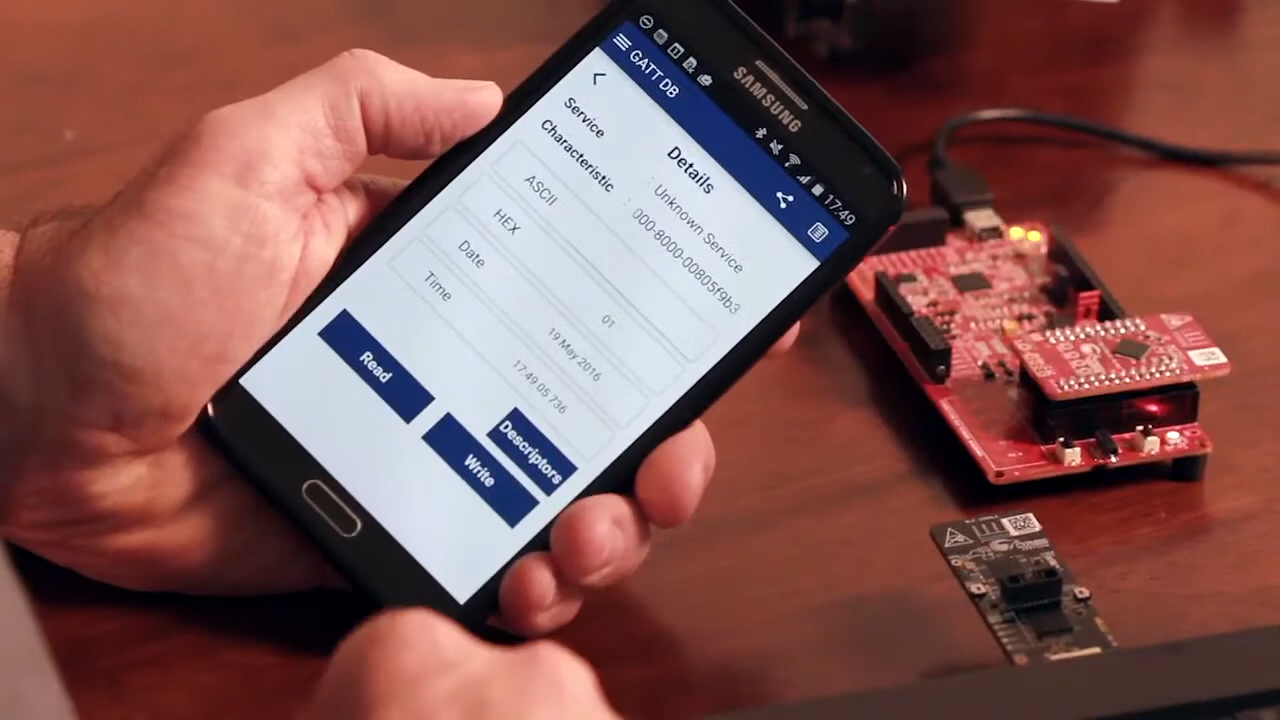 SAMSUNG
17:49
GATT DB
Details
Service
Unknown Service
Characteristic
000-8000-00805f9b3
ASCII
HEX
01
Date
19 May 2016
Time
17:49:05 736
Read
Write
Descriptors